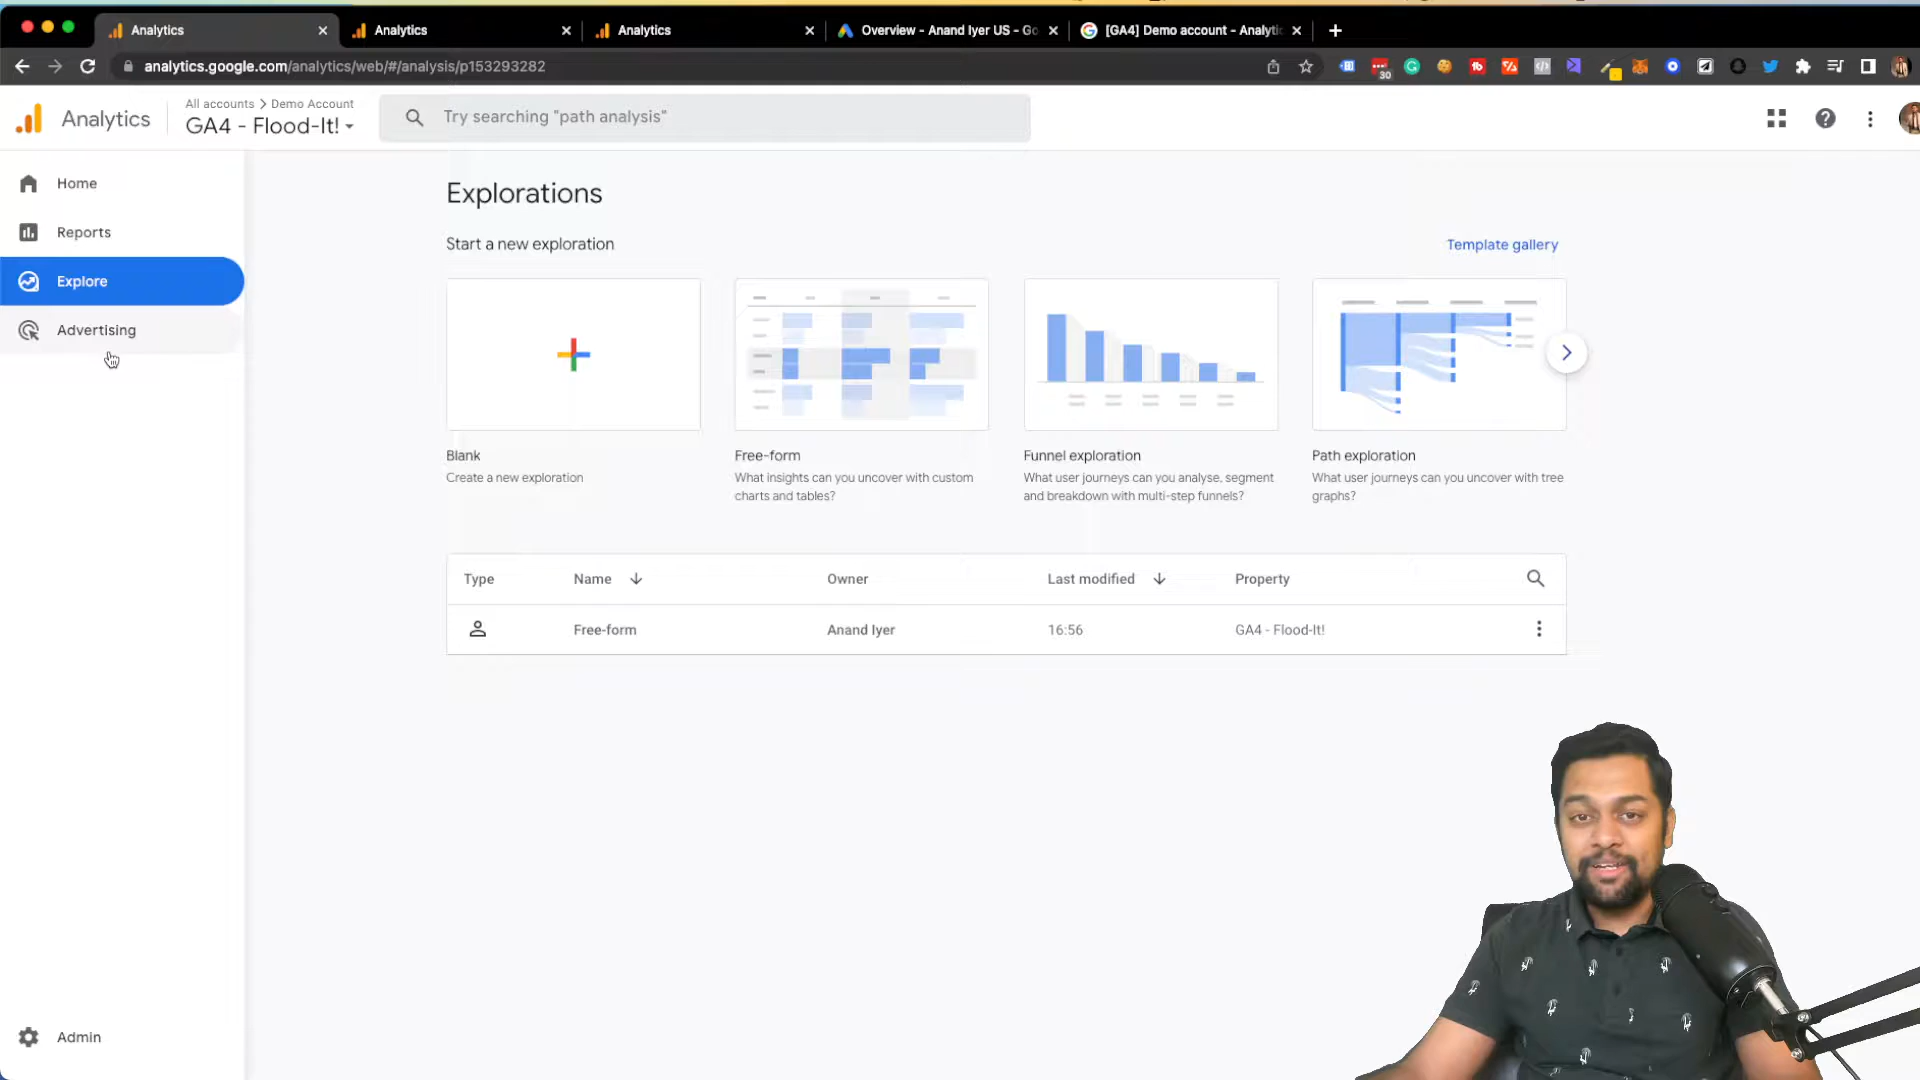 Analytics
Analytics
Analytics
Overview - Anand Iyer US - Go
[GA4] Demo account - Analytic
analytics.google.com/analytics/web/#/analysis/p153293282
30
Analytics
All accounts > Demo Account
GA4 - Flood-It!
Try searching "path analysis"
Home
Reports
Explore
Advertising
Admin
Explorations
Start a new exploration
Template gallery
Blank
Create a new exploration
Free-form
What insights can you uncover with custom
charts and tables?
Funnel exploration
What user journeys can you analyse, segment
and breakdown with multi-step funnels?
Path exploration
What user journeys can you uncover with tree
graphs?
Type Name Owner Last modified Property
Free-form Anand Iyer 16:56 GA4 - Flood-It!